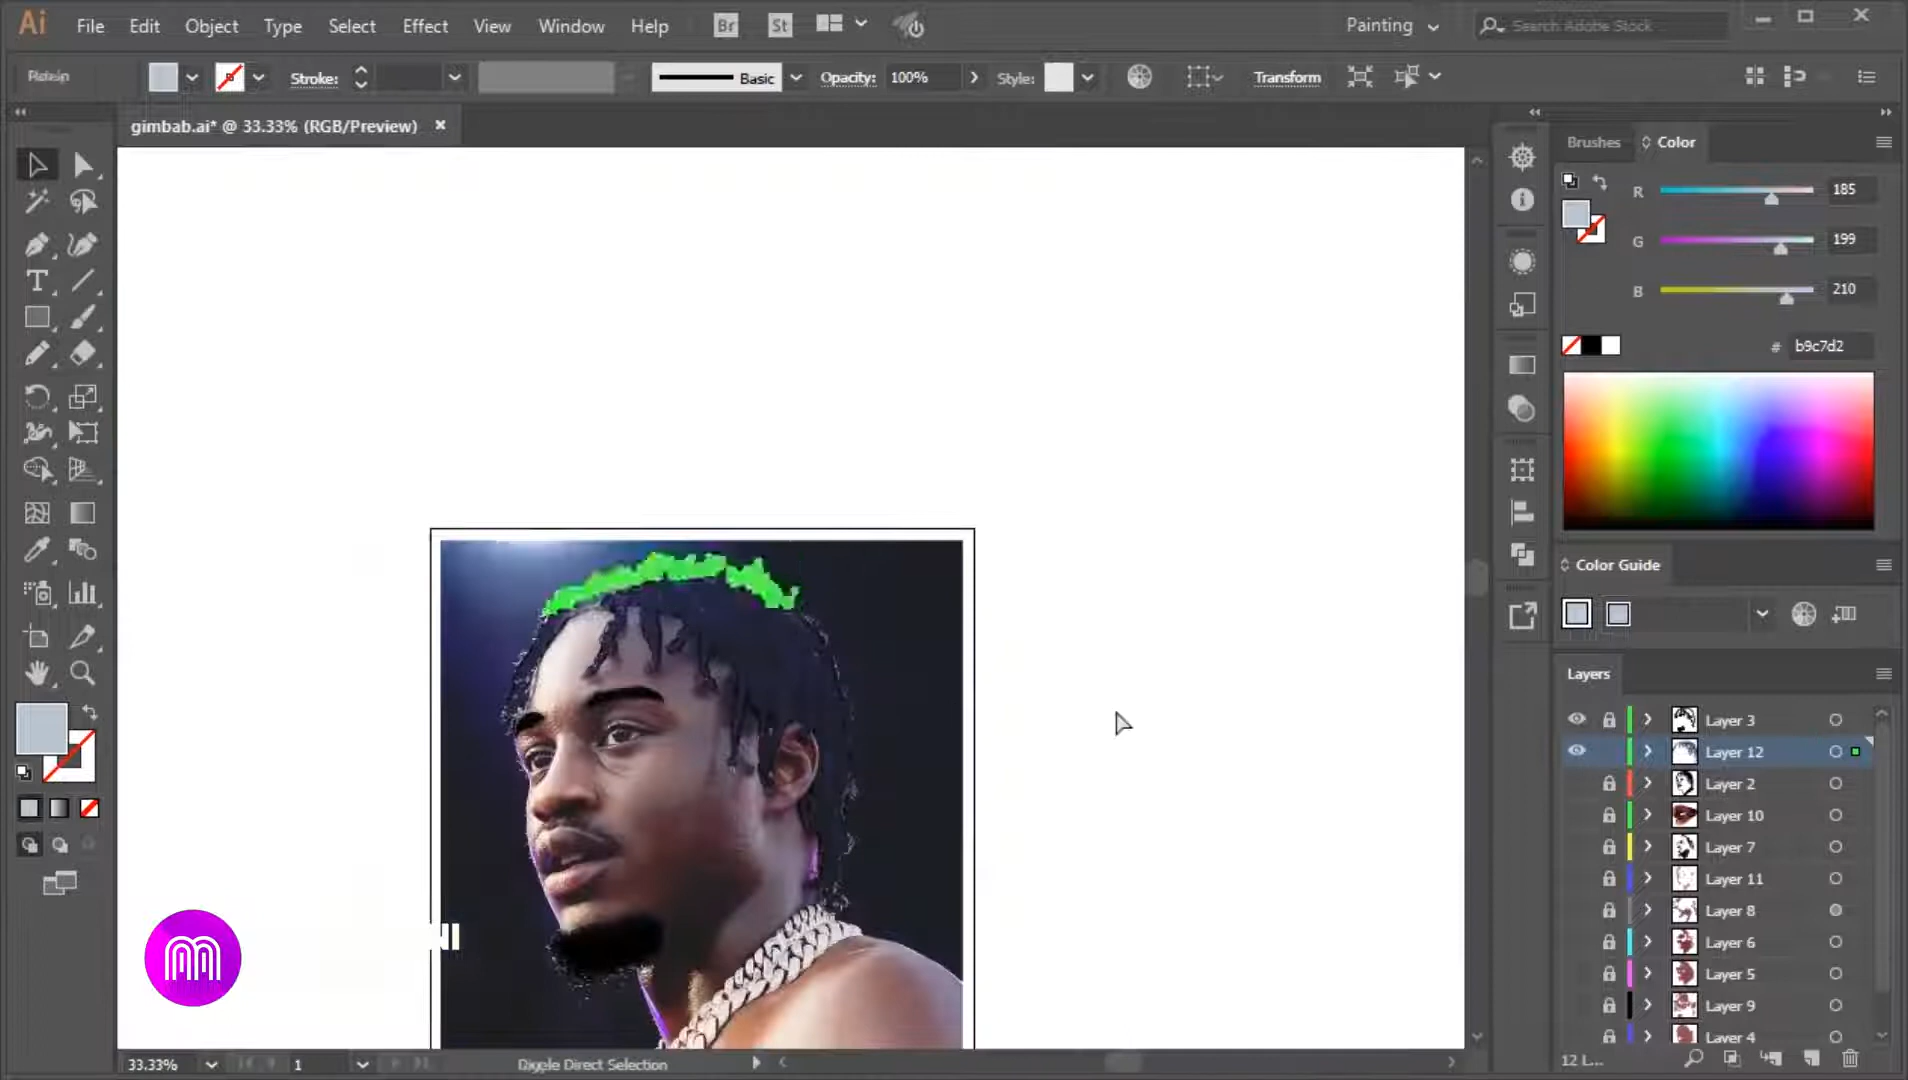 Ai File Edit Object Type Select Effect View Window Help Br St Painting Search Adobe Stock
Stroke: Basic Opacity: 100% Style: Transform
gimbab.ai* @ 33.33% (RGB/Preview) ×
Brushes Color
R 185
G 199
B 210
# b9c7d2
Color Guide
Layers
Layer 3
Layer 12
Layer 2
Layer 10
Layer 7
Layer 11
Layer 8
Layer 6
Layer 5
Layer 9
Layer 4
NI
33.33% 1 Direct Selection 12 L...